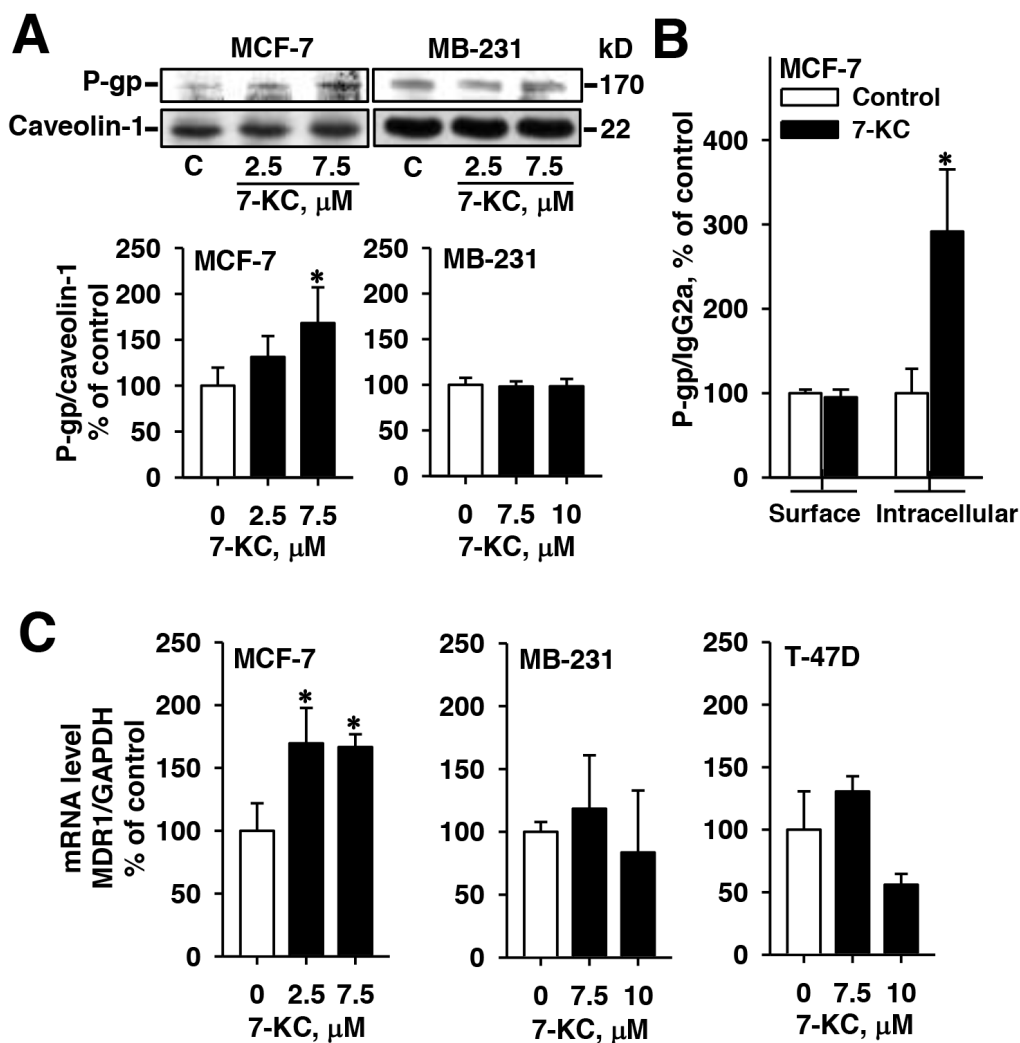 A
MCF-7 MB-231 kD
P-gp 170
Caveolin-1 22
C 2.5 7.5 C 2.5 7.5
7-KC, μM 7-KC, μM
P-gp/caveolin-1
% of control
250
200
150
100
50
0
MCF-7
*
0 2.5 7.5
7-KC, μM
250
200
150
100
50
0
MB-231
0 7.5 10
7-KC, μM
B
P-gp/IgG2a, % of control
400
300
200
100
0
MCF-7
Control
7-KC
*
Surface Intracellular
C
mRNA level
MDR1/GAPDH
% of control
250
200
150
100
50
0
MCF-7
* *
0 2.5 7.5
7-KC, μM
250
200
150
100
50
0
MB-231
0 7.5 10
7-KC, μM
250
200
150
100
50
0
T-47D
0 7.5 10
7-KC, μM